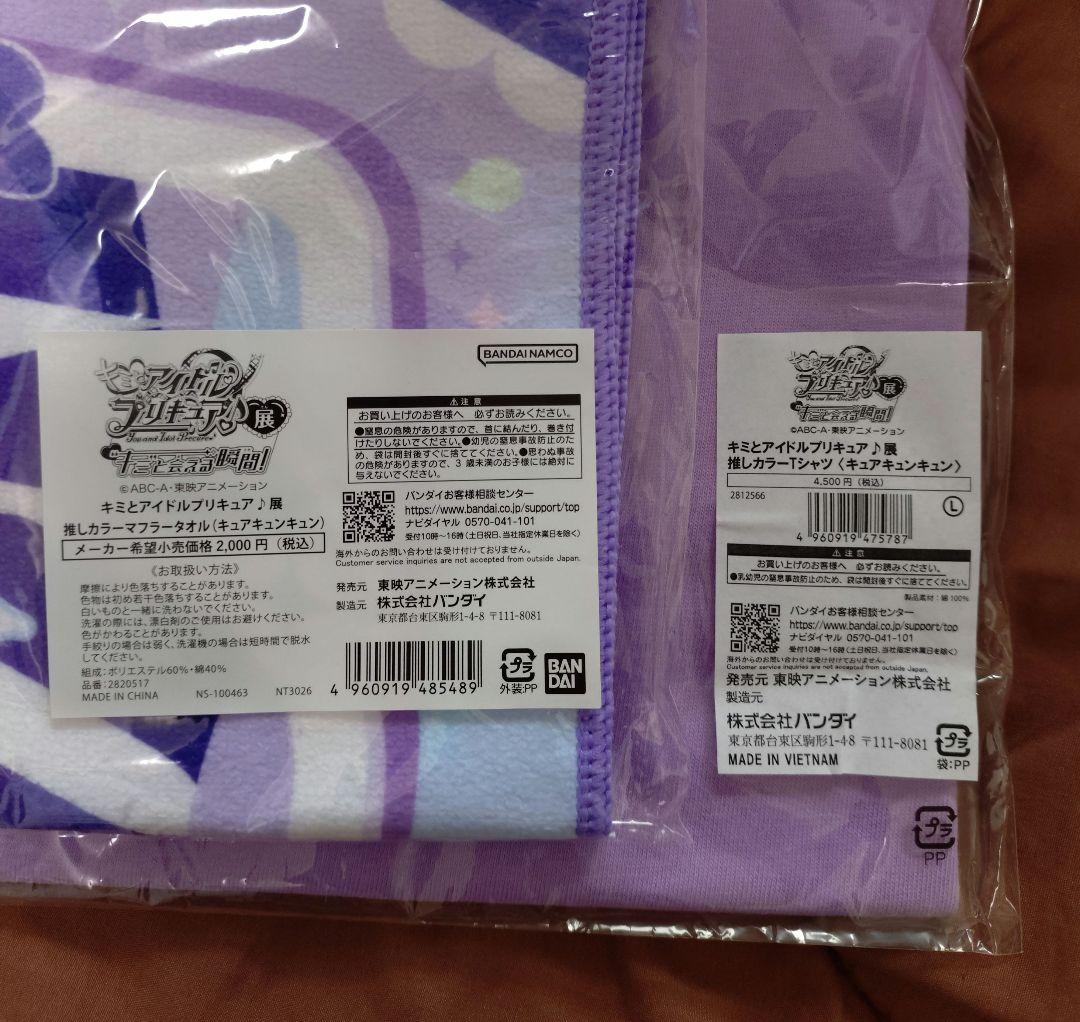 キミとアイドル
プリキュア♪展
You and Idol Precure
キミと会える瞬間!
©ABC-A・東映アニメーション
キミとアイドルプリキュア♪展
推しカラーマフラータオル(キュアキュンキュン)
メーカー希望小売価格 2,000円(税込)
《お取扱い方法》
摩擦により色落ちすることがあります。
色物は初め若干色落ちすることがあります。
白いものと一緒に洗わないでください。
洗濯の際には、漂白剤のご使用はお避けください。
色がかわることがあります。
手絞りの場合は弱く、洗濯機の場合は短時間で脱水
してください。
組成:ポリエステル60%・綿40%
品番:2820517
MADE IN CHINA NS-100463 NT3026
BANDAI NAMCO
⚠注意
お買い上げのお客様へ 必ずお読みください。
●窒息の危険がありますので、首に結んだり、巻き付
けたりしないでください。●幼児の窒息事故防止のた
め、袋は開封後すぐに捨ててください。●思わぬ事故
の危険がありますので、3歳未満のお子様には絶対に
与えないでください。
バンダイお客様相談センター
https://www.bandai.co.jp/support/top
ナビダイヤル 0570-041-101
受付10時〜16時(土日祝日、当社指定休業日を除く)
海外からのお問い合わせは受け付けておりません。
Customer service inquiries are not accepted from outside Japan.
発売元 東映アニメーション株式会社
製造元 株式会社バンダイ
東京都台東区駒形1-4-8 〒111-8081
4 960919 485489
プラ
外装:PP
BAN
DAI
キミとアイドル
プリキュア♪展
You and Idol Precure
キミと会える瞬間!
©ABC-A・東映アニメーション
キミとアイドルプリキュア♪展
推しカラーTシャツ〈キュアキュンキュン〉
4,500円(税込)
2812566
L
4 960919 475787
⚠注意
お買い上げのお客様へ 必ずお読みください。
●乳幼児の窒息事故防止のため、袋は開封後すぐに捨ててください。
製品素材:綿100%
バンダイお客様相談センター
https://www.bandai.co.jp/support/top
ナビダイヤル 0570-041-101
受付10時〜16時(土日祝日、当社指定休業日を除く)
海外からのお問い合わせは受け付けておりません。
Customer service inquiries are not accepted from outside Japan.
発売元 東映アニメーション株式会社
製造元
株式会社バンダイ
東京都台東区駒形1-4-8 〒111-8081
MADE IN VIETNAM
プラ
袋:PP
プラ
PP